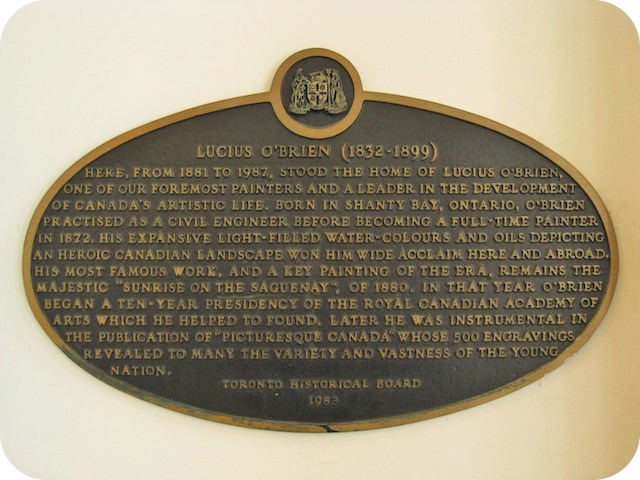 LUCIUS O'BRIEN (1832-1899)
HERE, FROM 1881 TO 1982, STOOD THE HOME OF LUCIUS O'BRIEN,
ONE OF OUR FOREMOST PAINTERS AND A LEADER IN THE DEVELOPMENT
OF CANADA'S ARTISTIC LIFE. BORN IN SHANTY BAY, ONTARIO, O'BRIEN
PRACTISED AS A CIVIL ENGINEER BEFORE BECOMING A FULL-TIME PAINTER
IN 1872. HIS EXPANSIVE LIGHT-FILLED WATER-COLOURS AND OILS DEPICTING
AN HEROIC CANADIAN LANDSCAPE WON HIM WIDE ACCLAIM HERE AND ABROAD.
HIS MOST FAMOUS WORK, AND A KEY PAINTING OF THE ERA, REMAINS THE
MAJESTIC "SUNRISE ON THE SAGUENAY", OF 1880. IN THAT YEAR O'BRIEN
BEGAN A TEN-YEAR PRESIDENCY OF THE ROYAL CANADIAN ACADEMY OF
ARTS WHICH HE HELPED TO FOUND. LATER HE WAS INSTRUMENTAL IN
THE PUBLICATION OF "PICTURESQUE CANADA" WHOSE 500 ENGRAVINGS
REVEALED TO MANY THE VARIETY AND VASTNESS OF THE YOUNG
NATION.
TORONTO HISTORICAL BOARD